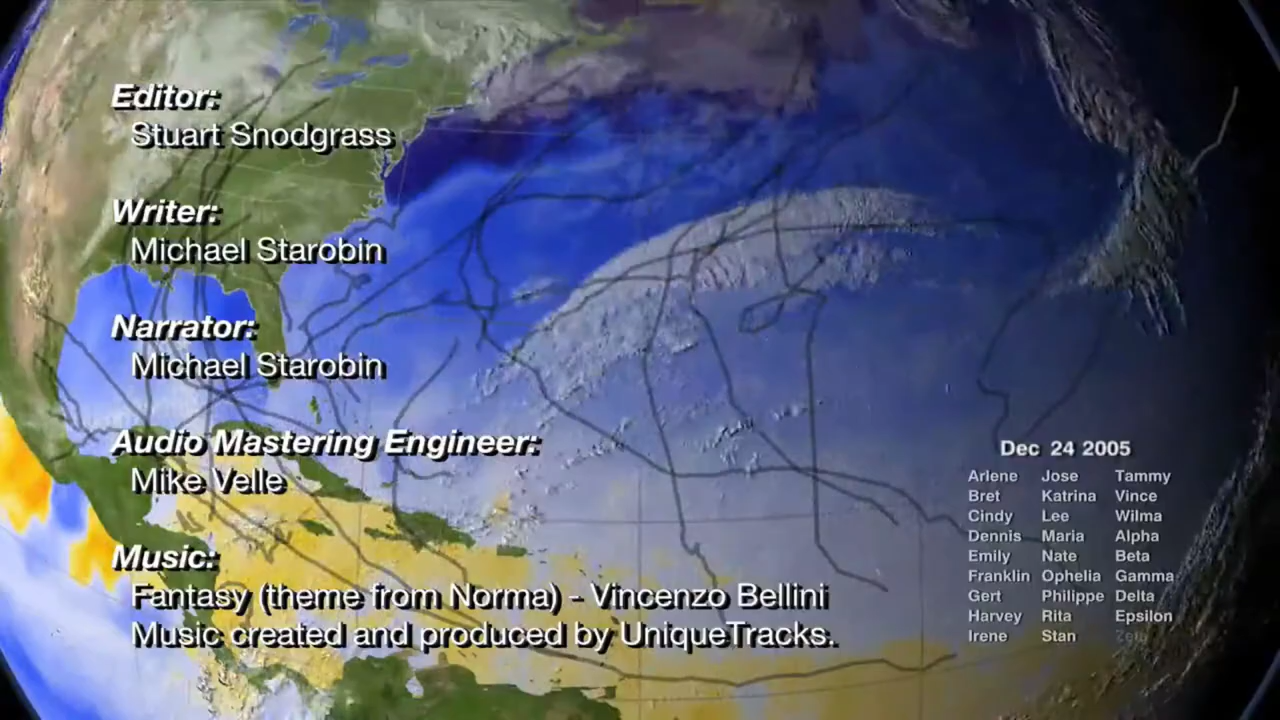 Editor:
Stuart Snodgrass
Writer:
Michael Starobin
Narrator:
Michael Starobin
Audio Mastering Engineer:
Mike Velle
Music:
Fantasy (theme from Norma) - Vincenzo Bellini
Music created and produced by UniqueTracks.
Dec 24 2005
Arlene Jose Tammy
Bret Katrina Vince
Cindy Lee Wilma
Dennis Maria Alpha
Emily Nate Beta
Franklin Ophelia Gamma
Gert Philippe Delta
Harvey Rita Epsilon
Irene Stan Zeta